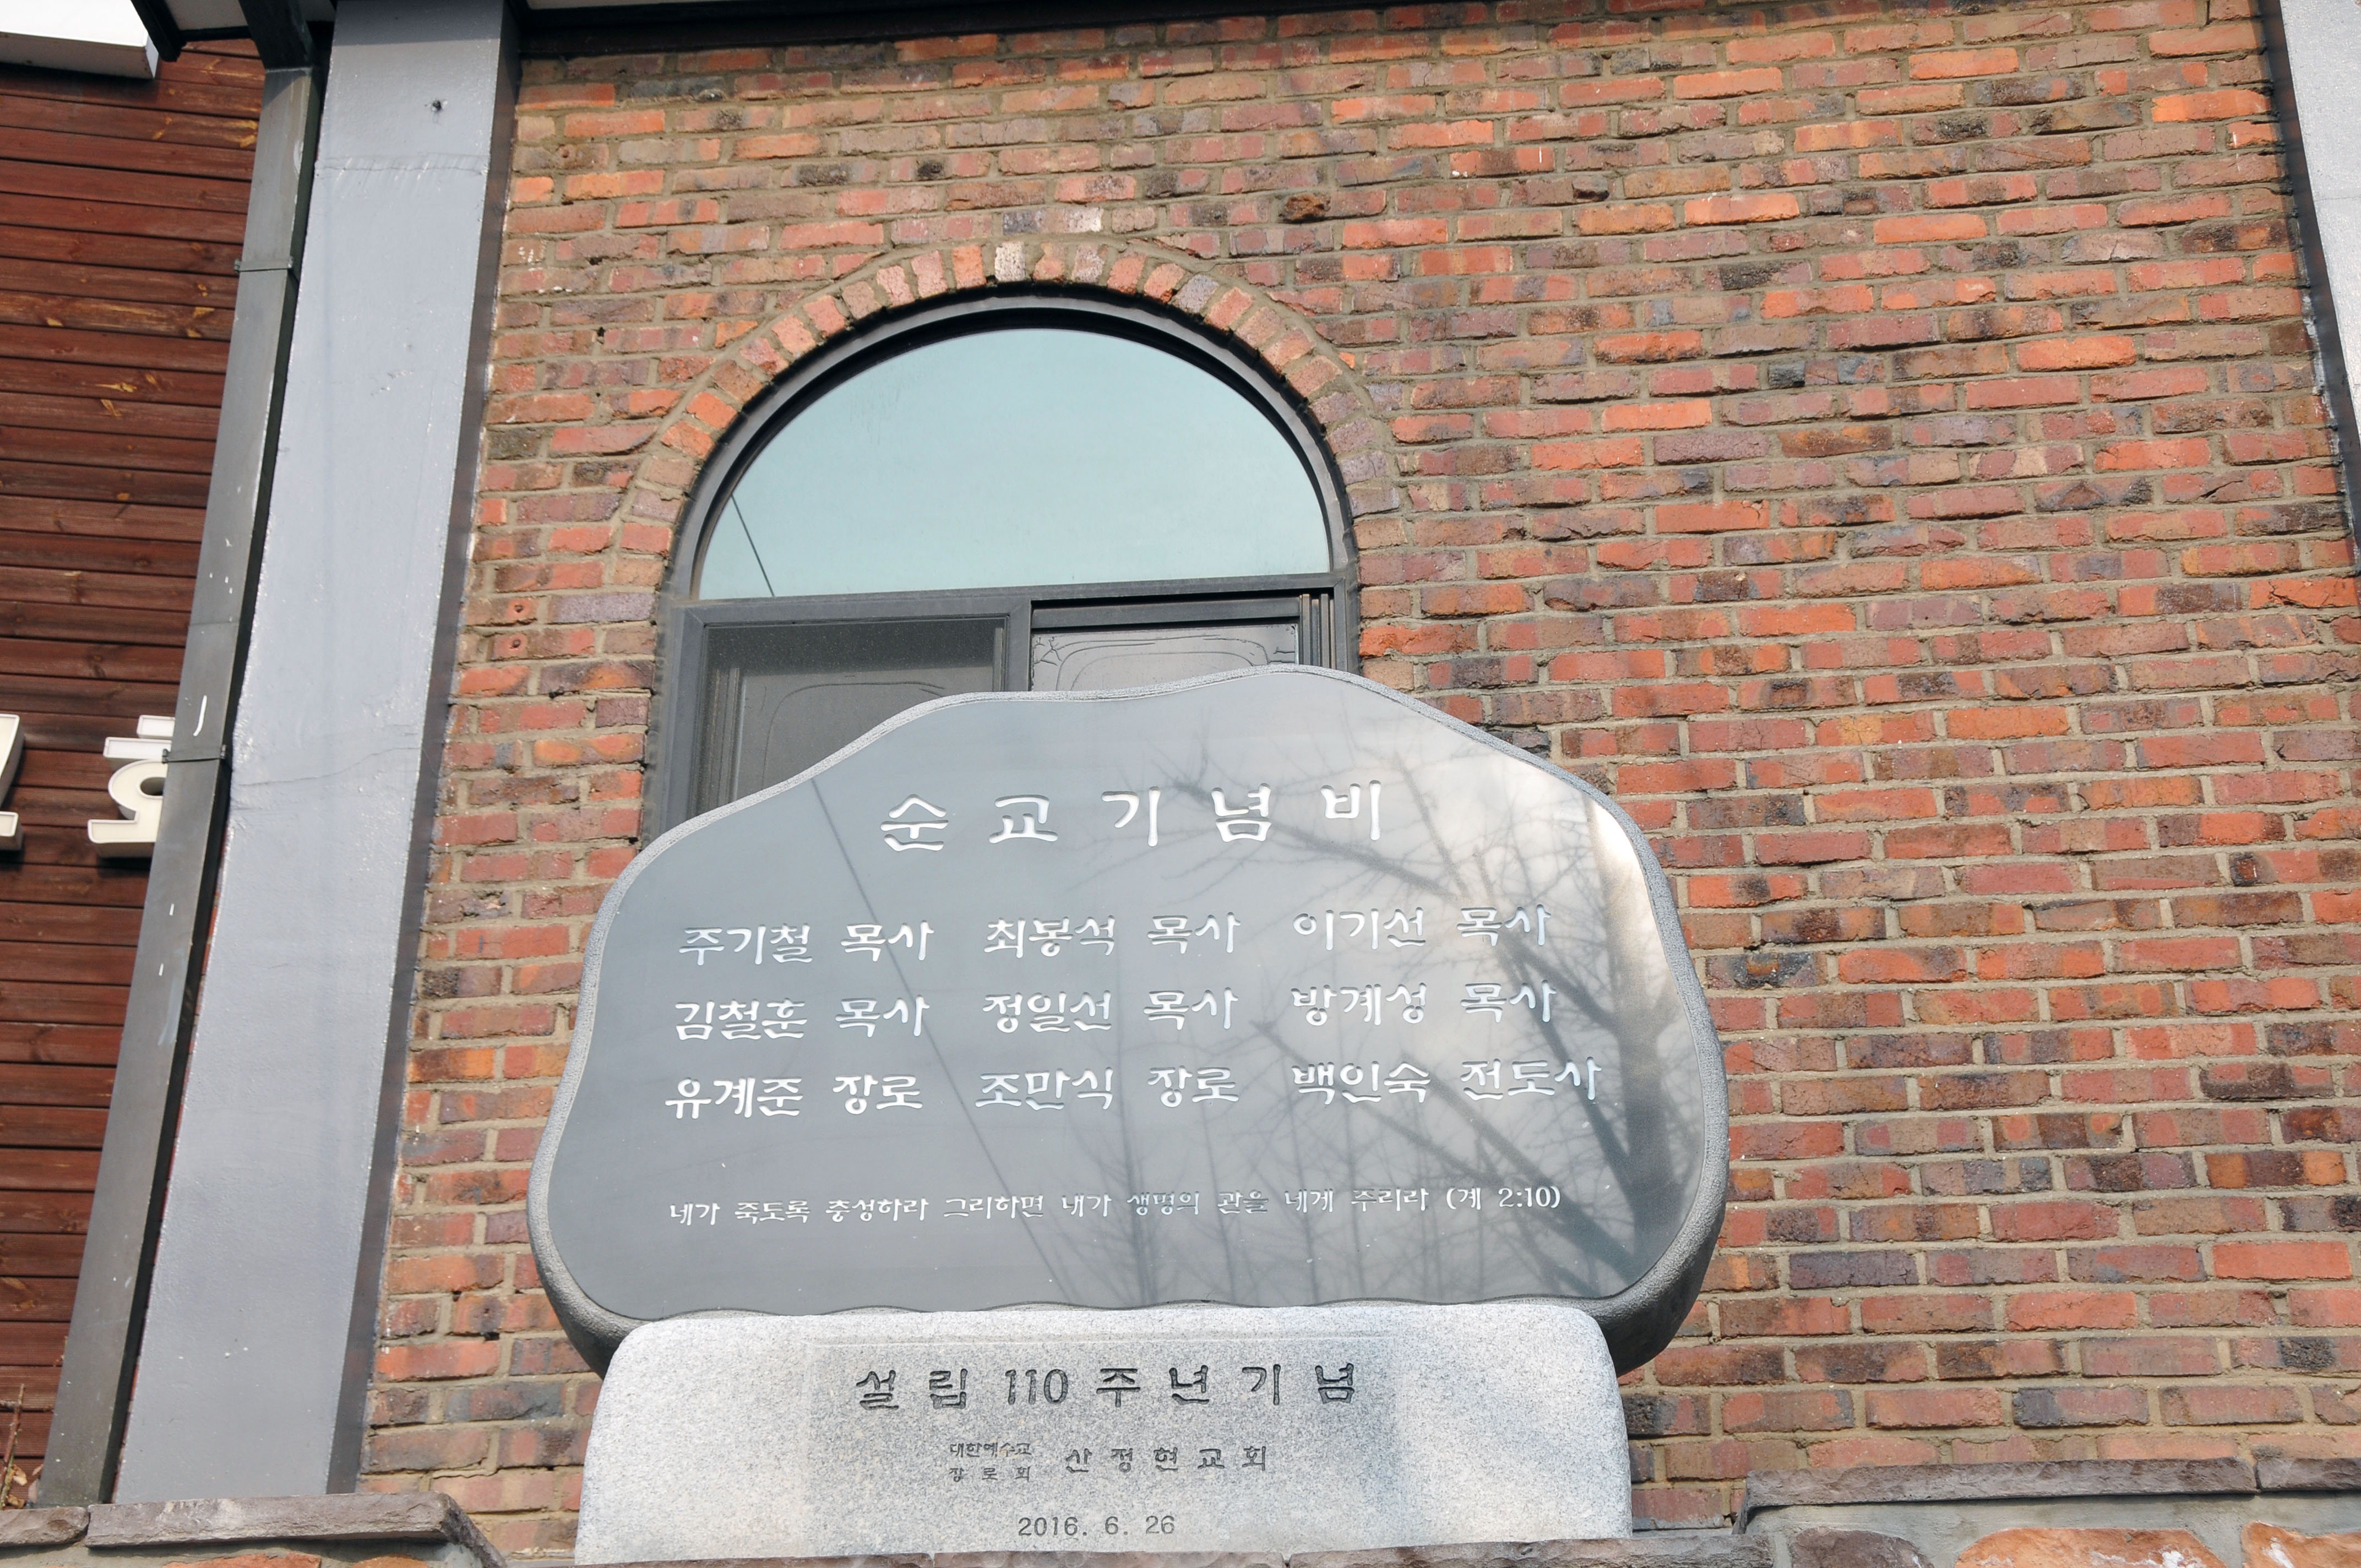 순교기념비
주기철 목사 최봉석 목사 이기선 목사
김철훈 목사 정일선 목사 방계성 목사
유계준 장로 조만식 장로 백인숙 전도사
네가 죽도록 충성하라 그리하면 내가 생명의 관을 네게 주리라 (계 2:10)
설립 110 주년기념
대한예수교
장로회 산정현교회
2016. 6. 26